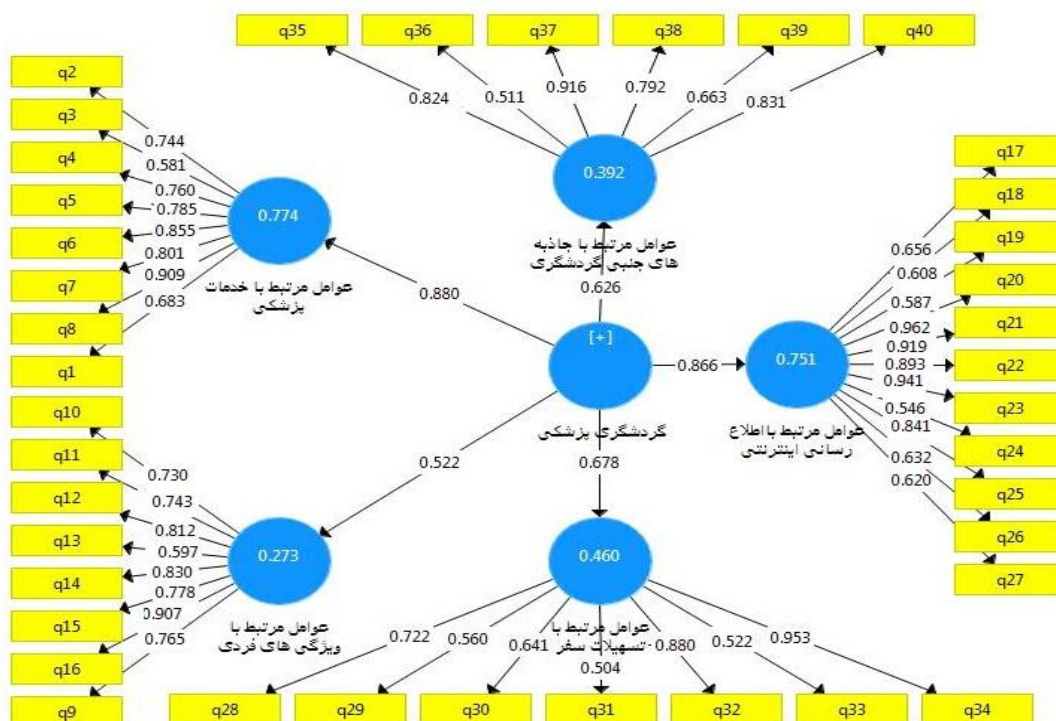 q35
q36
q37
q38
q39
q40
0.824
0.511
0.916
0.792
0.663
0.831
0.392
عوامل مرتبط با جاذبه
های جنبی گردشگری
0.626
q2
q3
q4
q5
q6
q7
q8
q1
0.744
0.581
0.760
0.785
0.855
0.801
0.909
0.683
0.774
عوامل مرتبط با خدمات
پزشکی
0.880
[+]
گردشگری پزشکی
0.866
0.751
عوامل مرتبط با اطلاع
رسانی اینترنتی
0.656
0.608
0.587
0.962
0.919
0.893
0.941
0.546
0.841
0.632
0.620
q17
q18
q19
q20
q21
q22
q23
q24
q25
q26
q27
0.522
0.678
q10
q11
q12
q13
q14
q15
q16
q9
0.730
0.743
0.812
0.597
0.830
0.778
0.907
0.765
0.273
عوامل مرتبط با
ویژگی های فردی
0.460
عوامل مرتبط با
تسهیلات سفر
0.722
0.560
0.641
0.504
0.880
0.522
0.953
q28
q29
q30
q31
q32
q33
q34